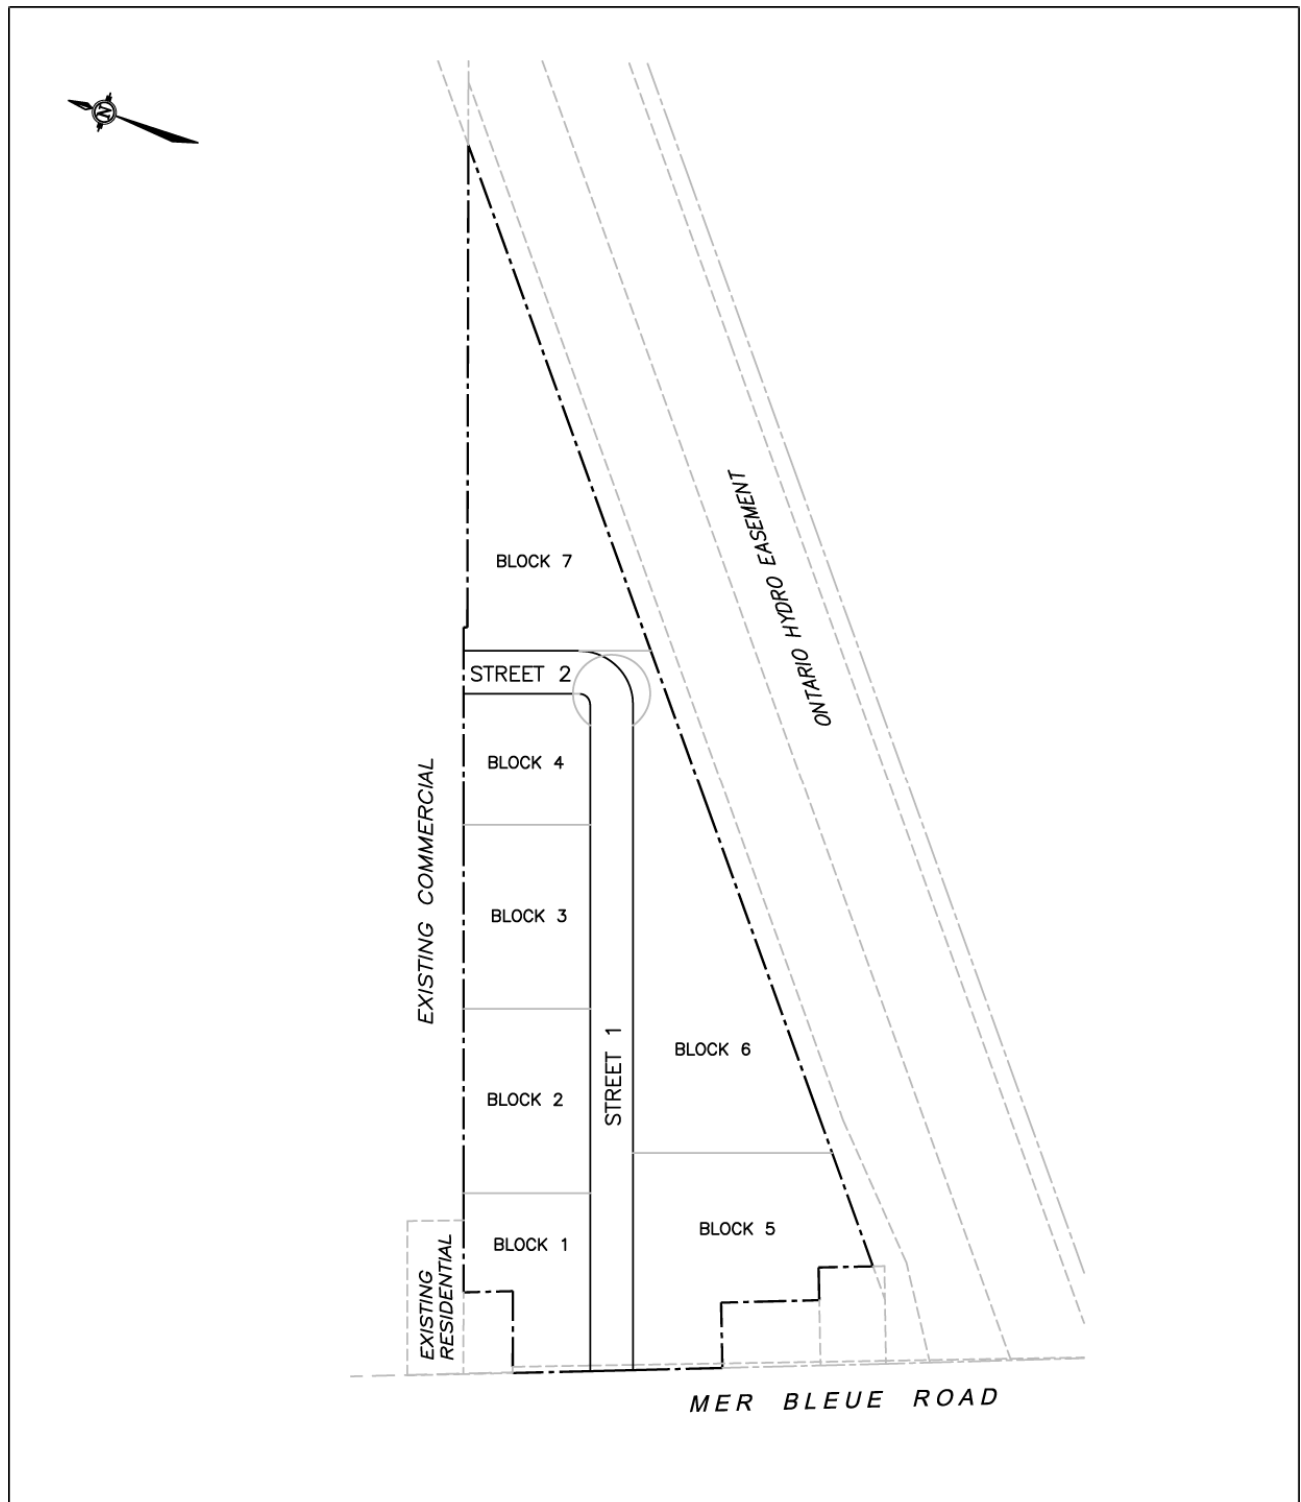 N
BLOCK 7
ONTARIO HYDRO EASEMENT
STREET 2
BLOCK 4
EXISTING COMMERCIAL
BLOCK 3
STREET 1
BLOCK 6
BLOCK 2
BLOCK 5
BLOCK 1
EXISTING
RESIDENTIAL
MER BLEUE ROAD